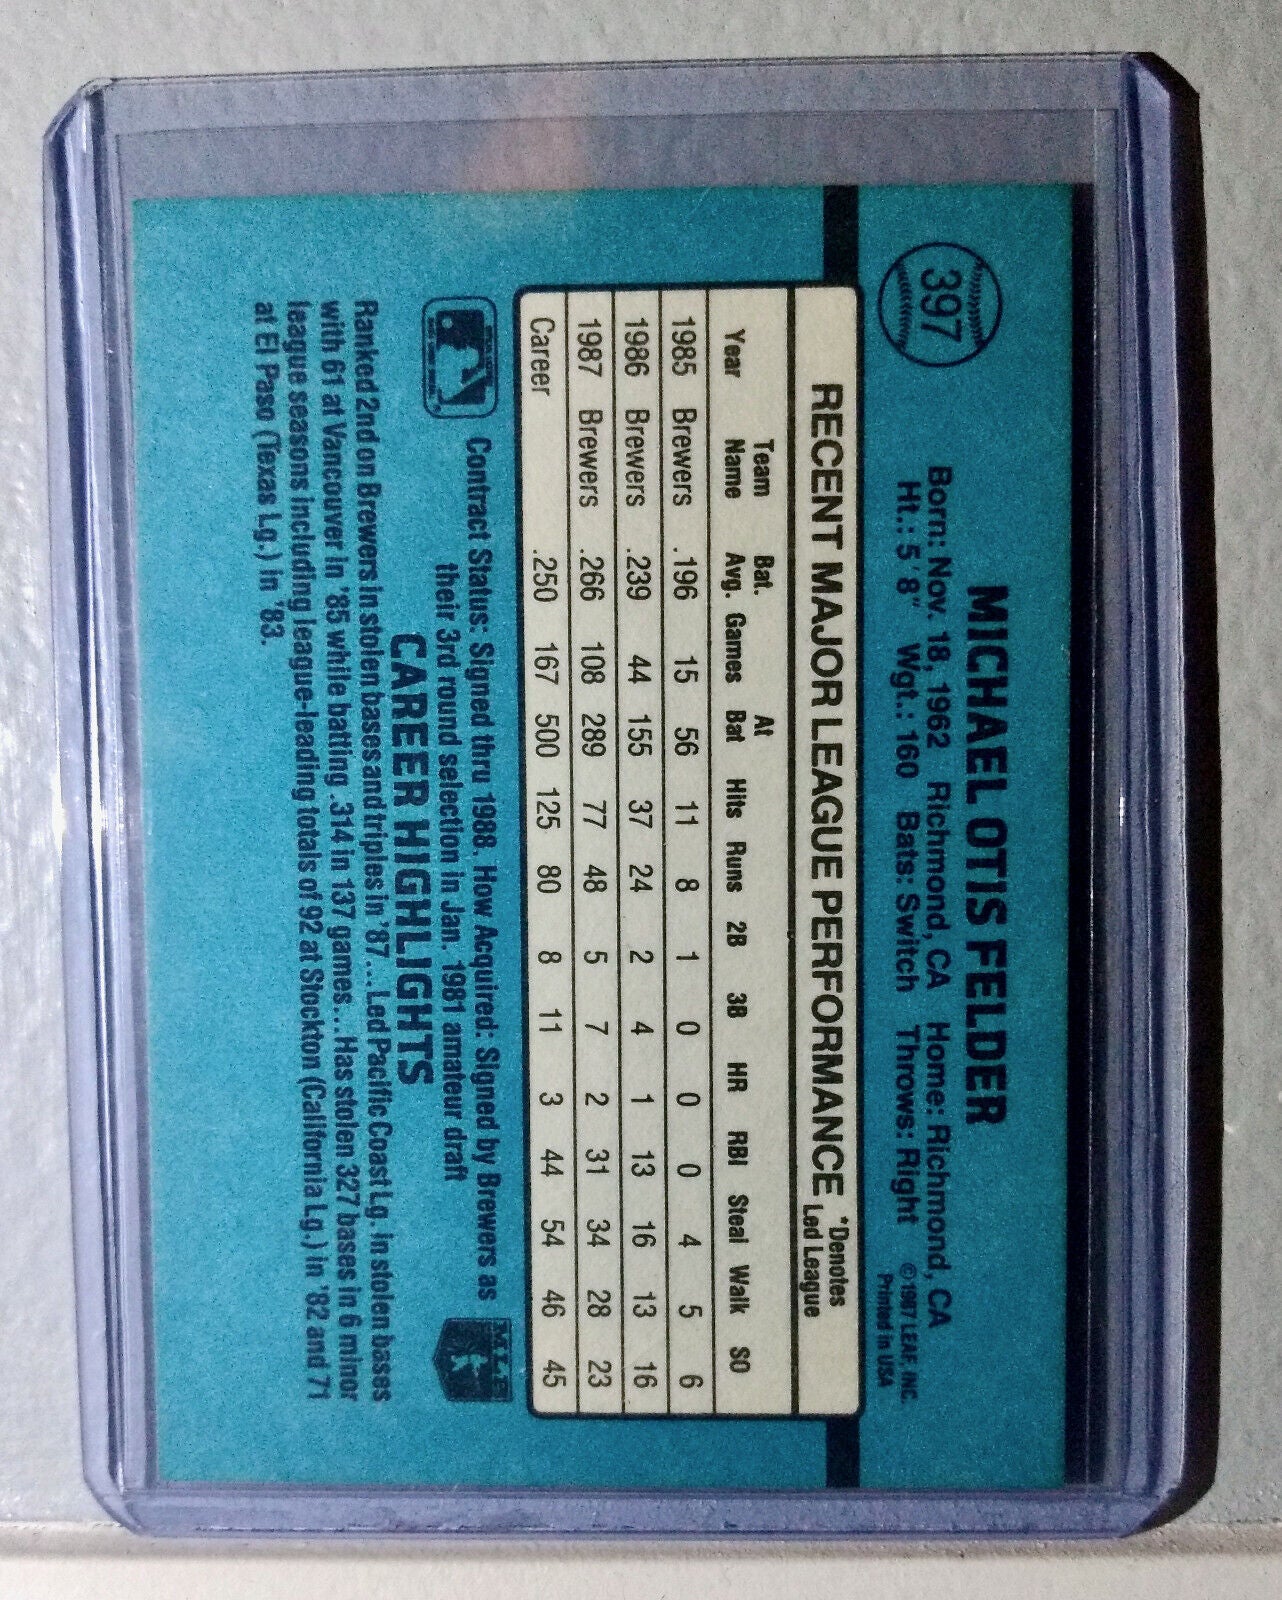 397
MICHAEL OTIS FELDER
Born: Nov. 18, 1962 Richmond, CA Home: Richmond, CA
Ht.: 5'8" Wgt.: 160 Bats: Switch Throws: Right
©1987 LEAF, INC.
Printed in USA
RECENT MAJOR LEAGUE PERFORMANCE *Denotes Led League
Year Team Name Bat. Avg. Games At Bat Hits Runs 2B 3B HR RBI Steal Walk SO
1985 Brewers .196 15 56 11 8 1 0 0 0 4 5 6
1986 Brewers .239 44 155 37 24 2 4 1 13 16 13 16
1987 Brewers .266 108 289 77 48 5 7 2 31 34 28 23
Career .250 167 500 125 80 8 11 3 44 54 46 45
Contract Status: Signed thru 1988. How Acquired: Signed by Brewers as
their 3rd round selection in Jan. 1981 amateur draft
MLB
CAREER HIGHLIGHTS
Ranked 2nd on Brewers in stolen bases and triples in '87...Led Pacific Coast Lg. in stolen bases
with 61 at Vancouver in '85 while batting .314 in 137 games...Has stolen 327 bases in 6 minor
league seasons including league-leading totals of 92 at Stockton (California Lg.) in '82 and 71
at El Paso (Texas Lg.) in '83.